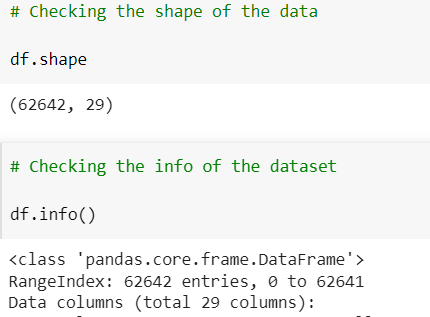 # Checking the shape of the data
df.shape
(62642, 29)
# Checking the info of the dataset
df.info()
<class 'pandas.core.frame.DataFrame'>
RangeIndex: 62642 entries, 0 to 62641
Data columns (total 29 columns):